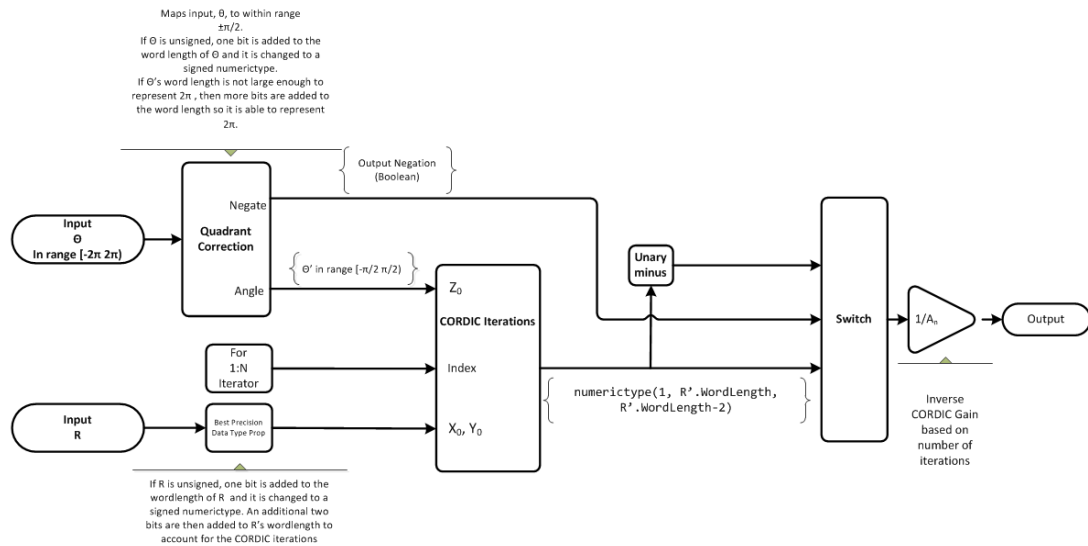 Maps input, θ, to within range
±π/2.
If Θ is unsigned, one bit is added to the
word length of Θ and it is changed to a
signed numerictype.
If Θ's word length is not large enough to
represent 2π , then more bits are added to
the word length so it is able to represent
2π.
Output Negation
(Boolean)
Negate
Input
Θ
In range [-2π 2π)
Quadrant
Correction
Angle
Θ' in range [-π/2 π/2)
Unary
minus
Z₀
CORDIC Iterations
Index
X₀, Y₀
For
1:N
Iterator
Input
R
Best Precision
Data Type Prop
If R is unsigned, one bit is added to the
wordlength of R and it is changed to a
signed numerictype. An additional two
bits are then added to R's wordlength to
account for the CORDIC iterations
numerictype(1, R'.WordLength,
R'.WordLength-2)
Switch
1/Aₙ
Output
Inverse
CORDIC Gain
based on
number of
iterations